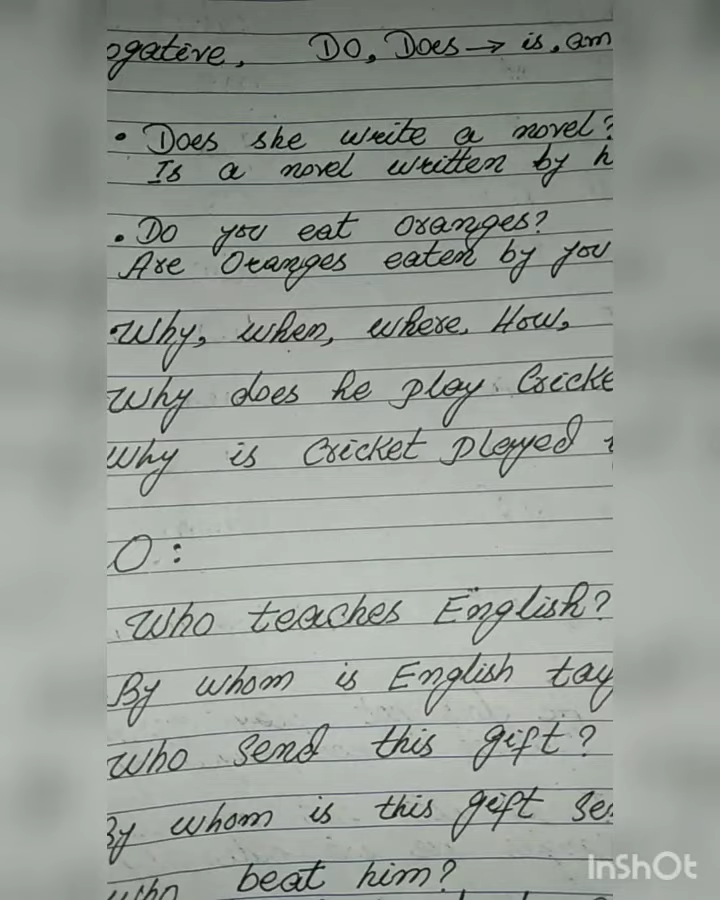 ogative, DO, Does → is, am
• Does she write a novel?
Is a novel written by h
• Do you eat oranges?
Are Oranges eaten by you
• Why, when, where, How,
Why does he play Cricke
Why is Cricket played
O :
Who teaches English?
By whom is English tau
Who send this gift?
By whom is this gift se
who beat him?
InShOt